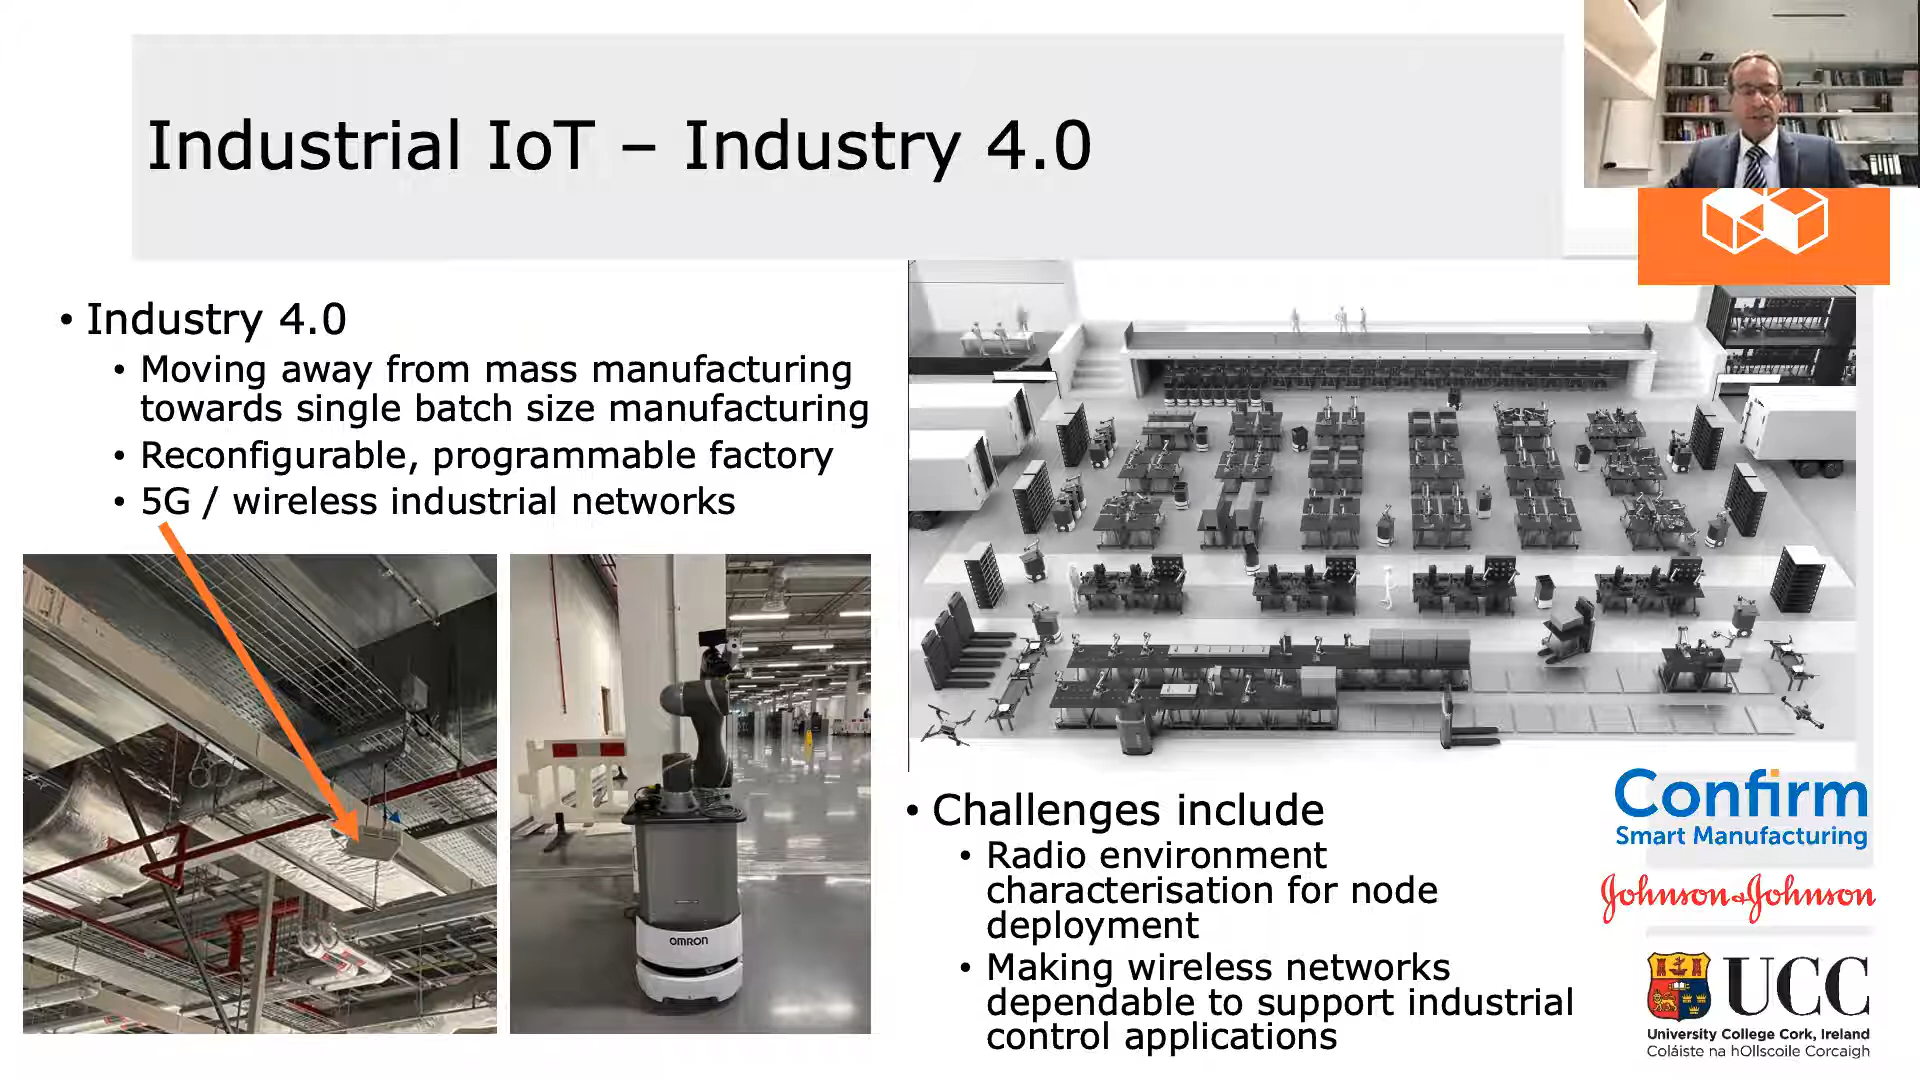 Industrial IoT – Industry 4.0
• Industry 4.0
• Moving away from mass manufacturing
towards single batch size manufacturing
• Reconfigurable, programmable factory
• 5G / wireless industrial networks
OMRON
• Challenges include
• Radio environment
characterisation for node
deployment
• Making wireless networks
dependable to support industrial
control applications
Confirm
Smart Manufacturing
Johnson & Johnson
UCC
University College Cork, Ireland
Coláiste na hOllscoile Corcaigh